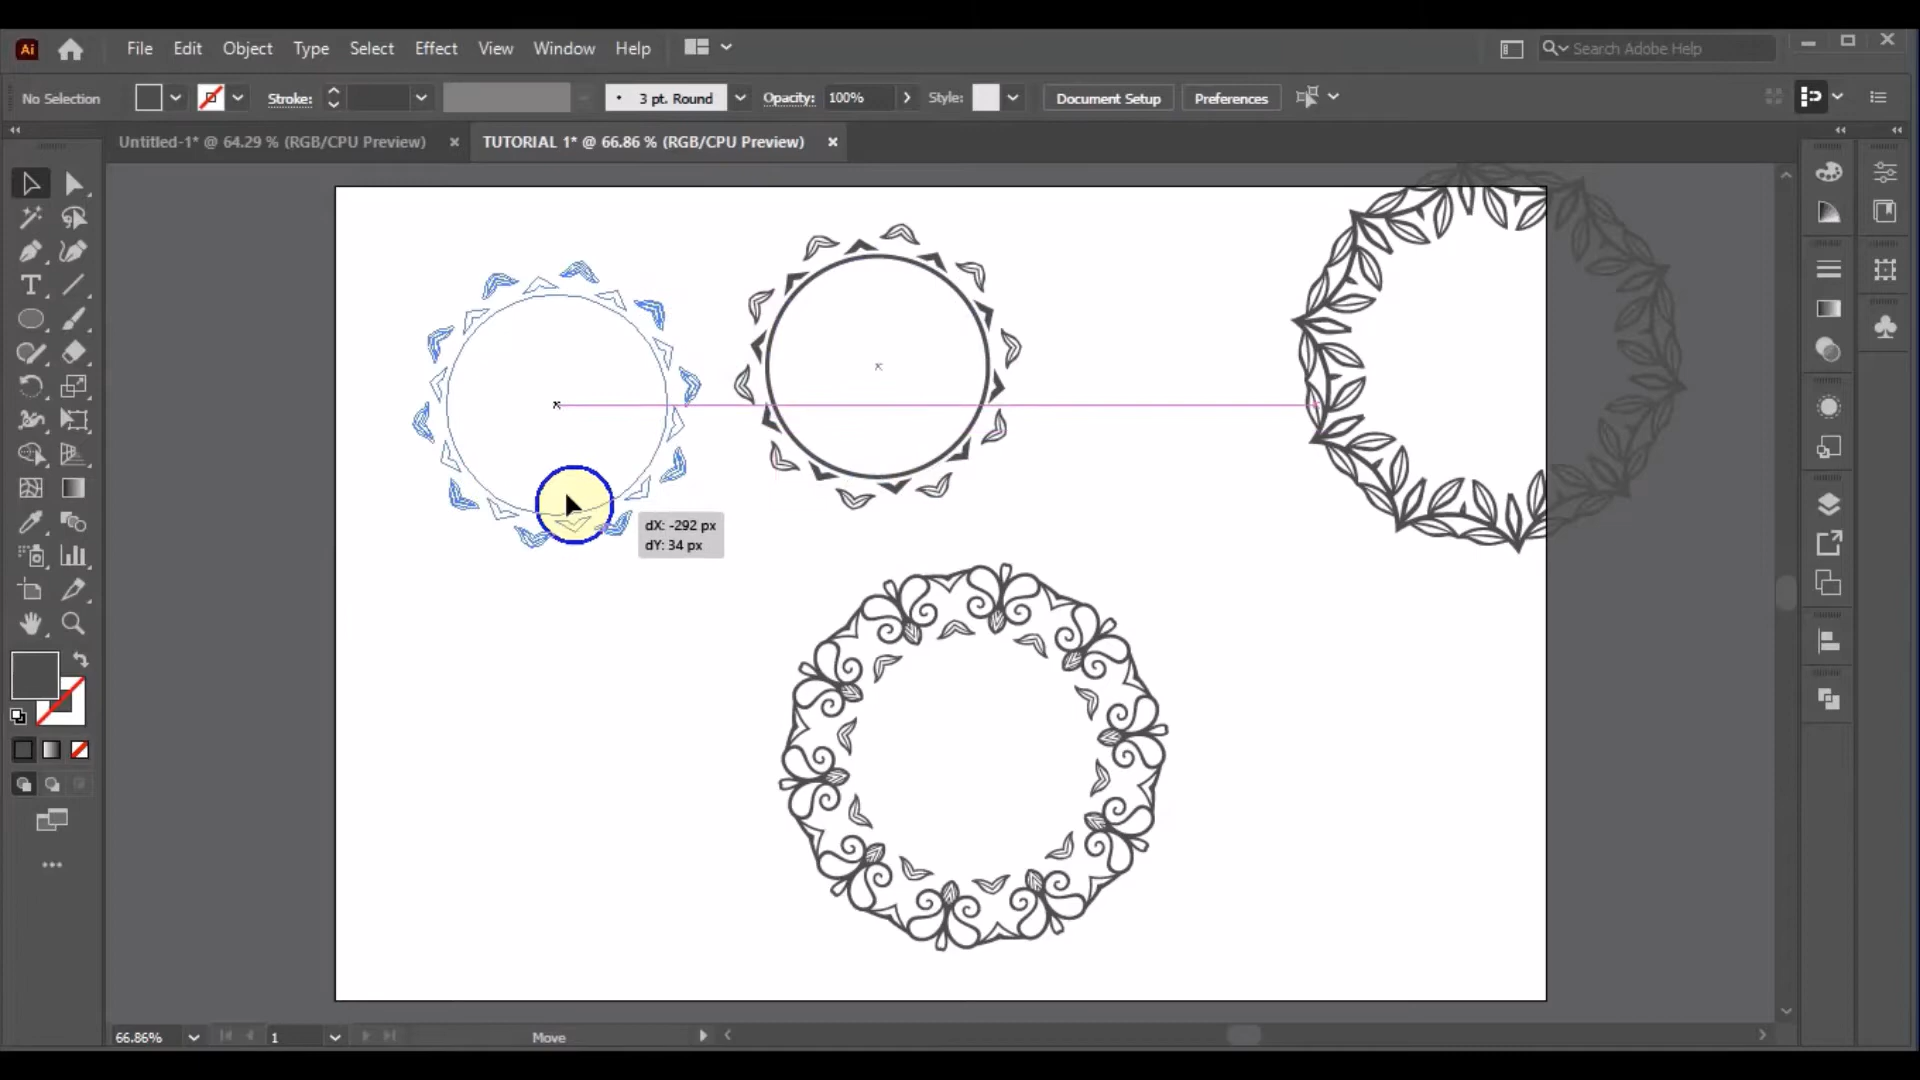 Ai File Edit Object Type Select Effect View Window Help Search Adobe Help
No Selection Stroke: 3 pt. Round Opacity: 100% Style: Document Setup Preferences
Untitled-1* @ 64.29 % (RGB/CPU Preview) TUTORIAL 1* @ 66.86 % (RGB/CPU Preview)
dX: -292 px
dY: 34 px
66.86% 1 Move